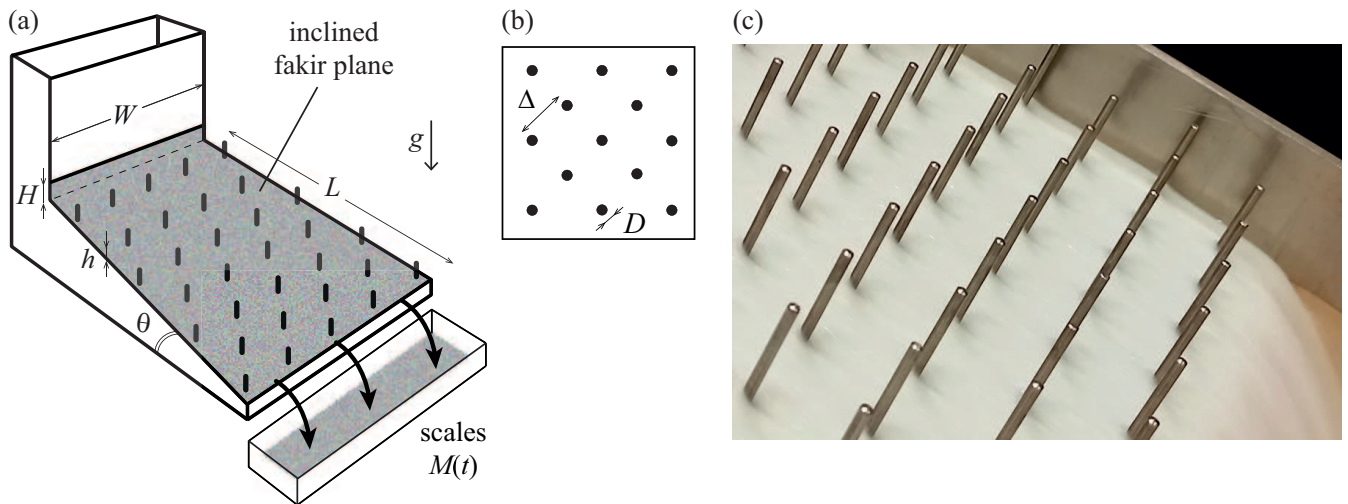 (a)
inclined
fakir plane
W
g
L
H
h
θ
scales
M(t)
(b)
Δ
D
(c)